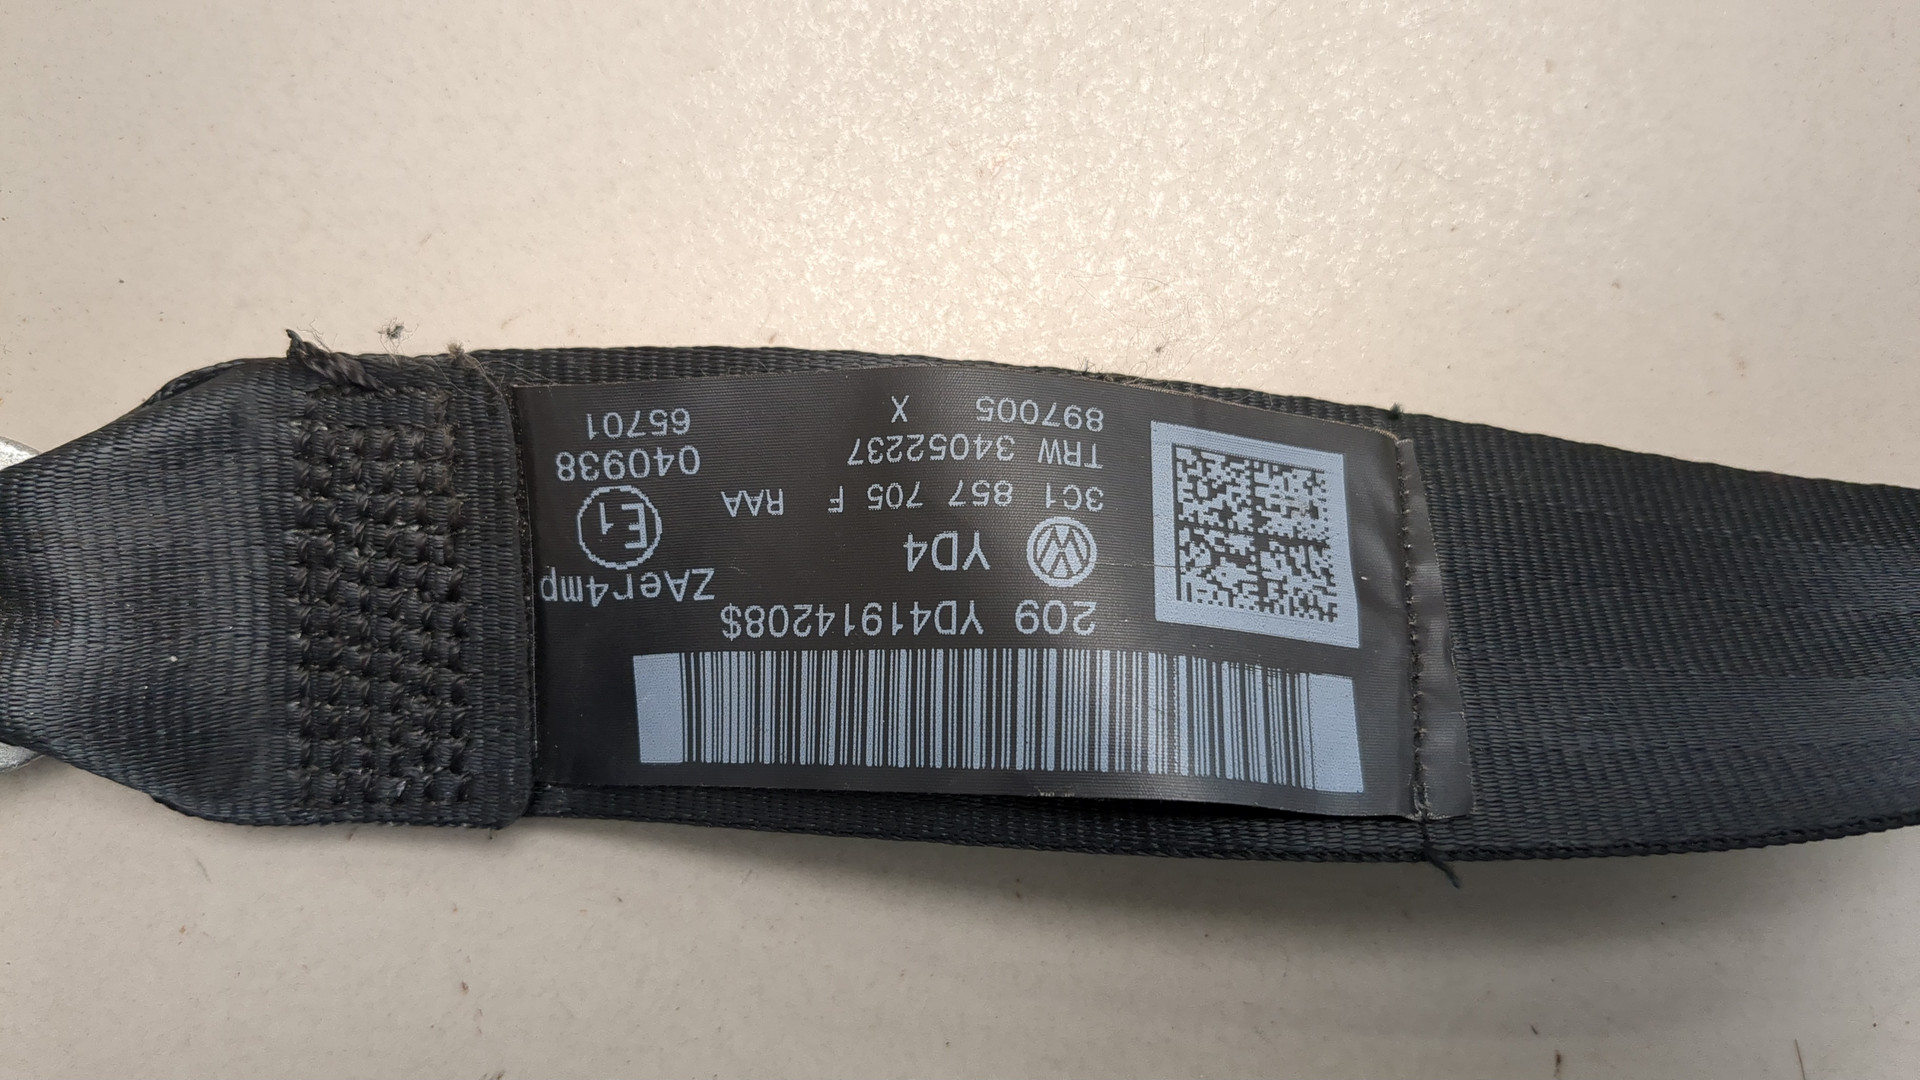 209 YD41914208$
ZAer4mp
YD4
E1
3C1 857 705 F RAA
040938
TRW 34052237
65701
897005 X